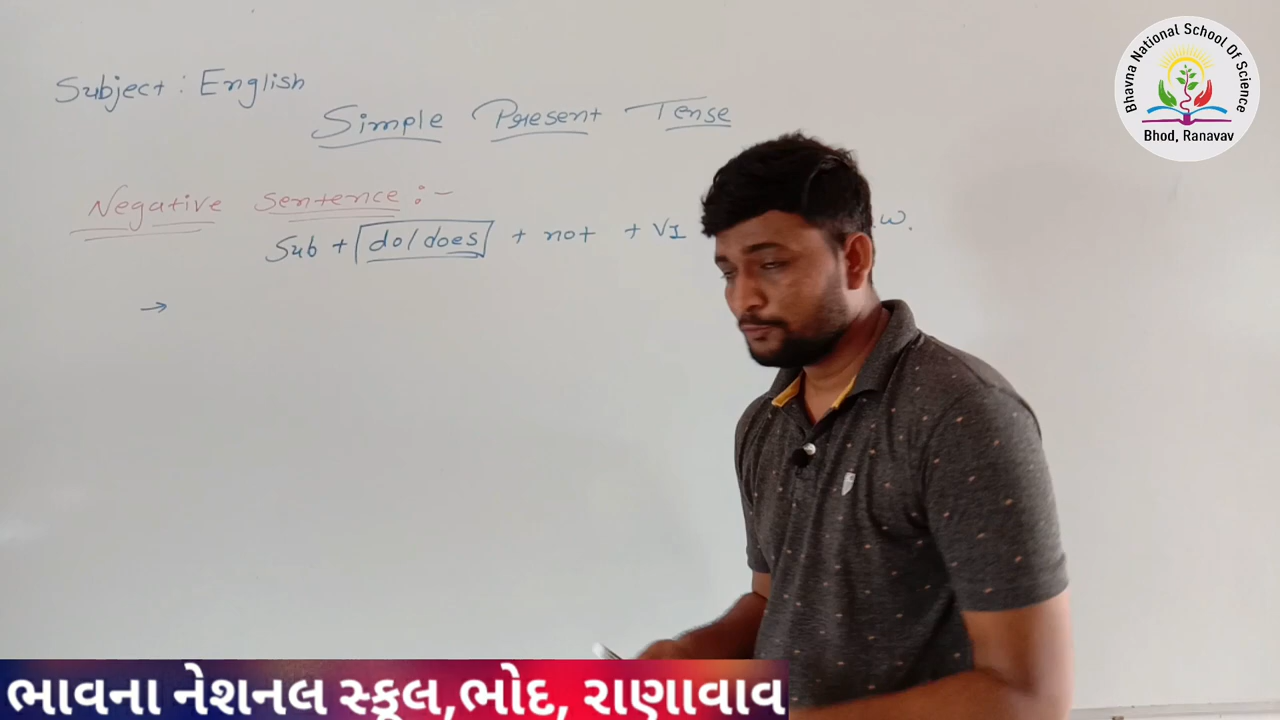 Subject : English
Simple Present Tense
Negative Sentence :-
Sub + do/does + not + V1 w.
→
Bhavna National School Of Science
Bhod, Ranavav
ભાવના નેશનલ સ્કૂલ,ભોદ, રાણાવાવ